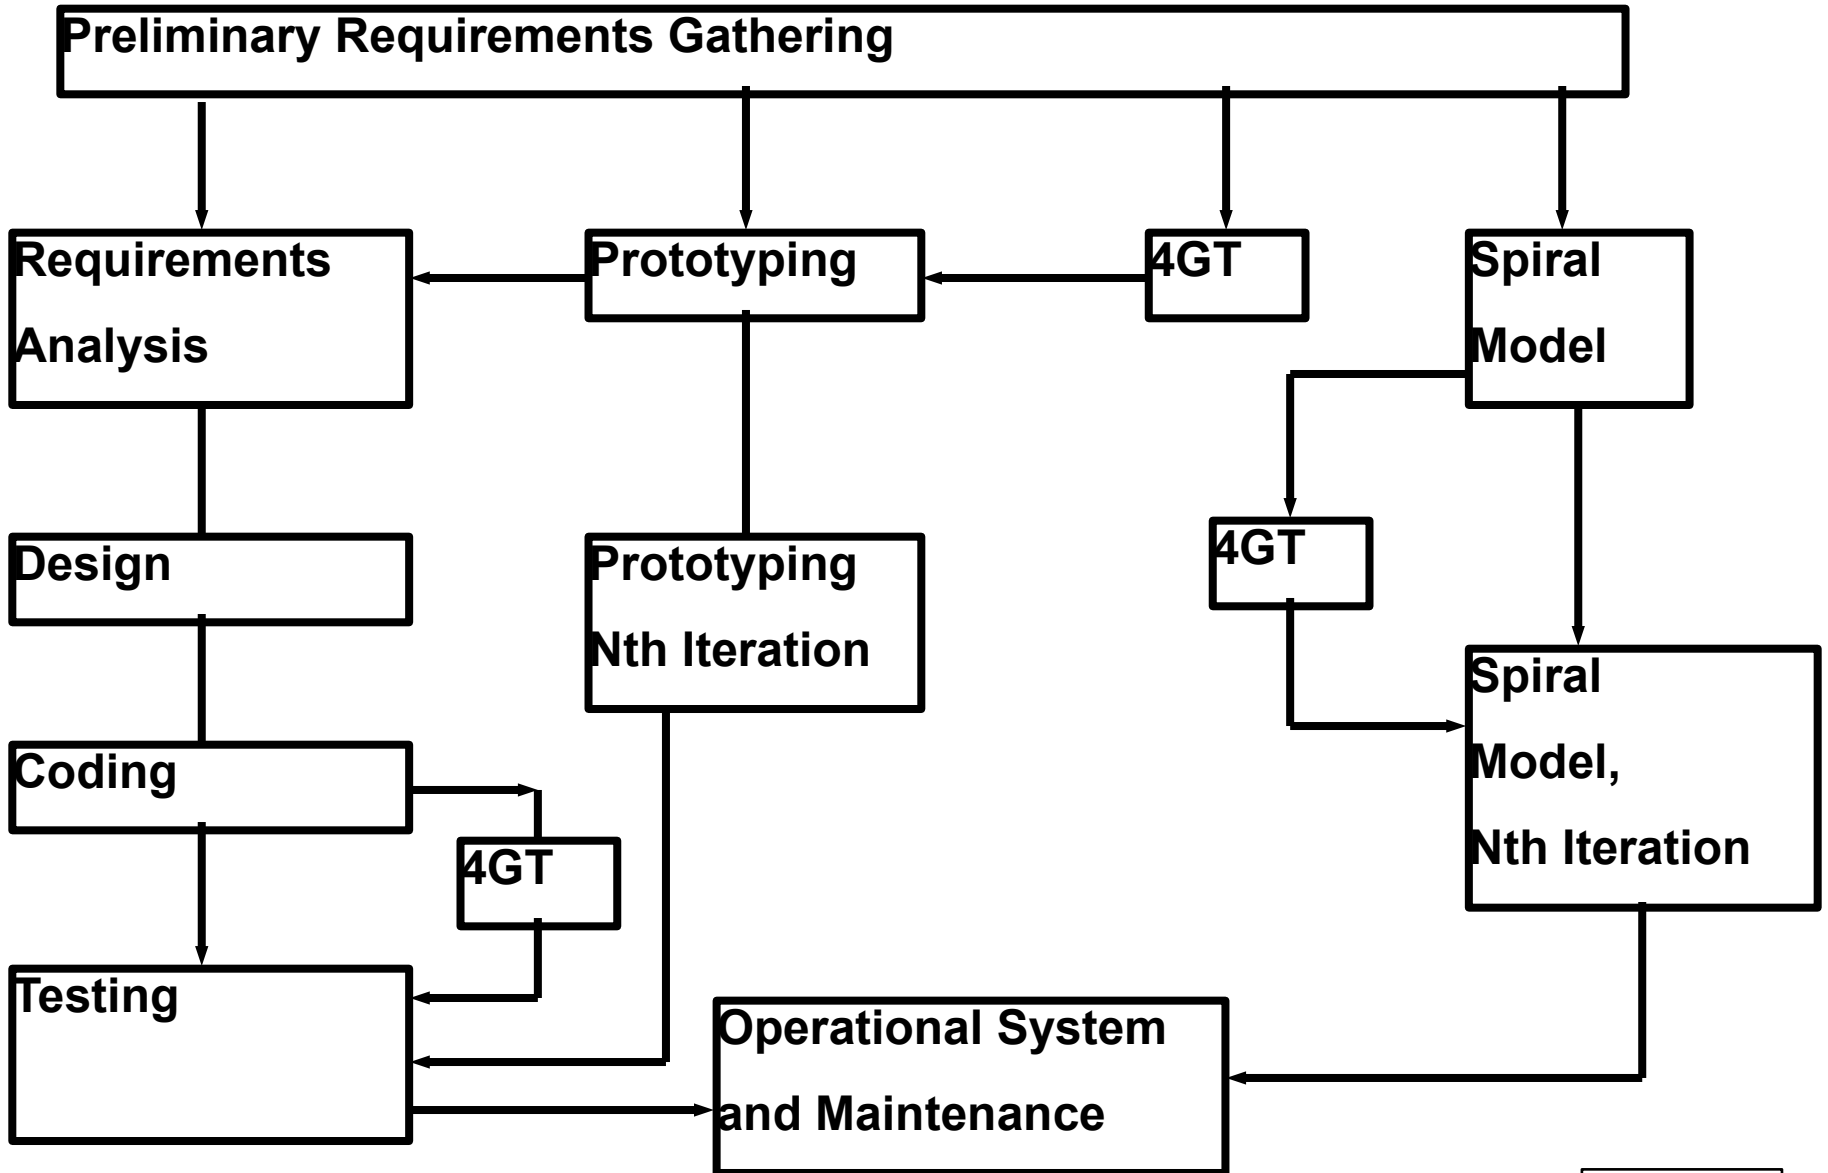 Preliminary Requirements Gathering
Requirements
Analysis
Prototyping
4GT
Spiral
Model
Design
Prototyping
Nth Iteration
4GT
Spiral
Model,
Nth Iteration
Coding
4GT
Testing
Operational System
and Maintenance